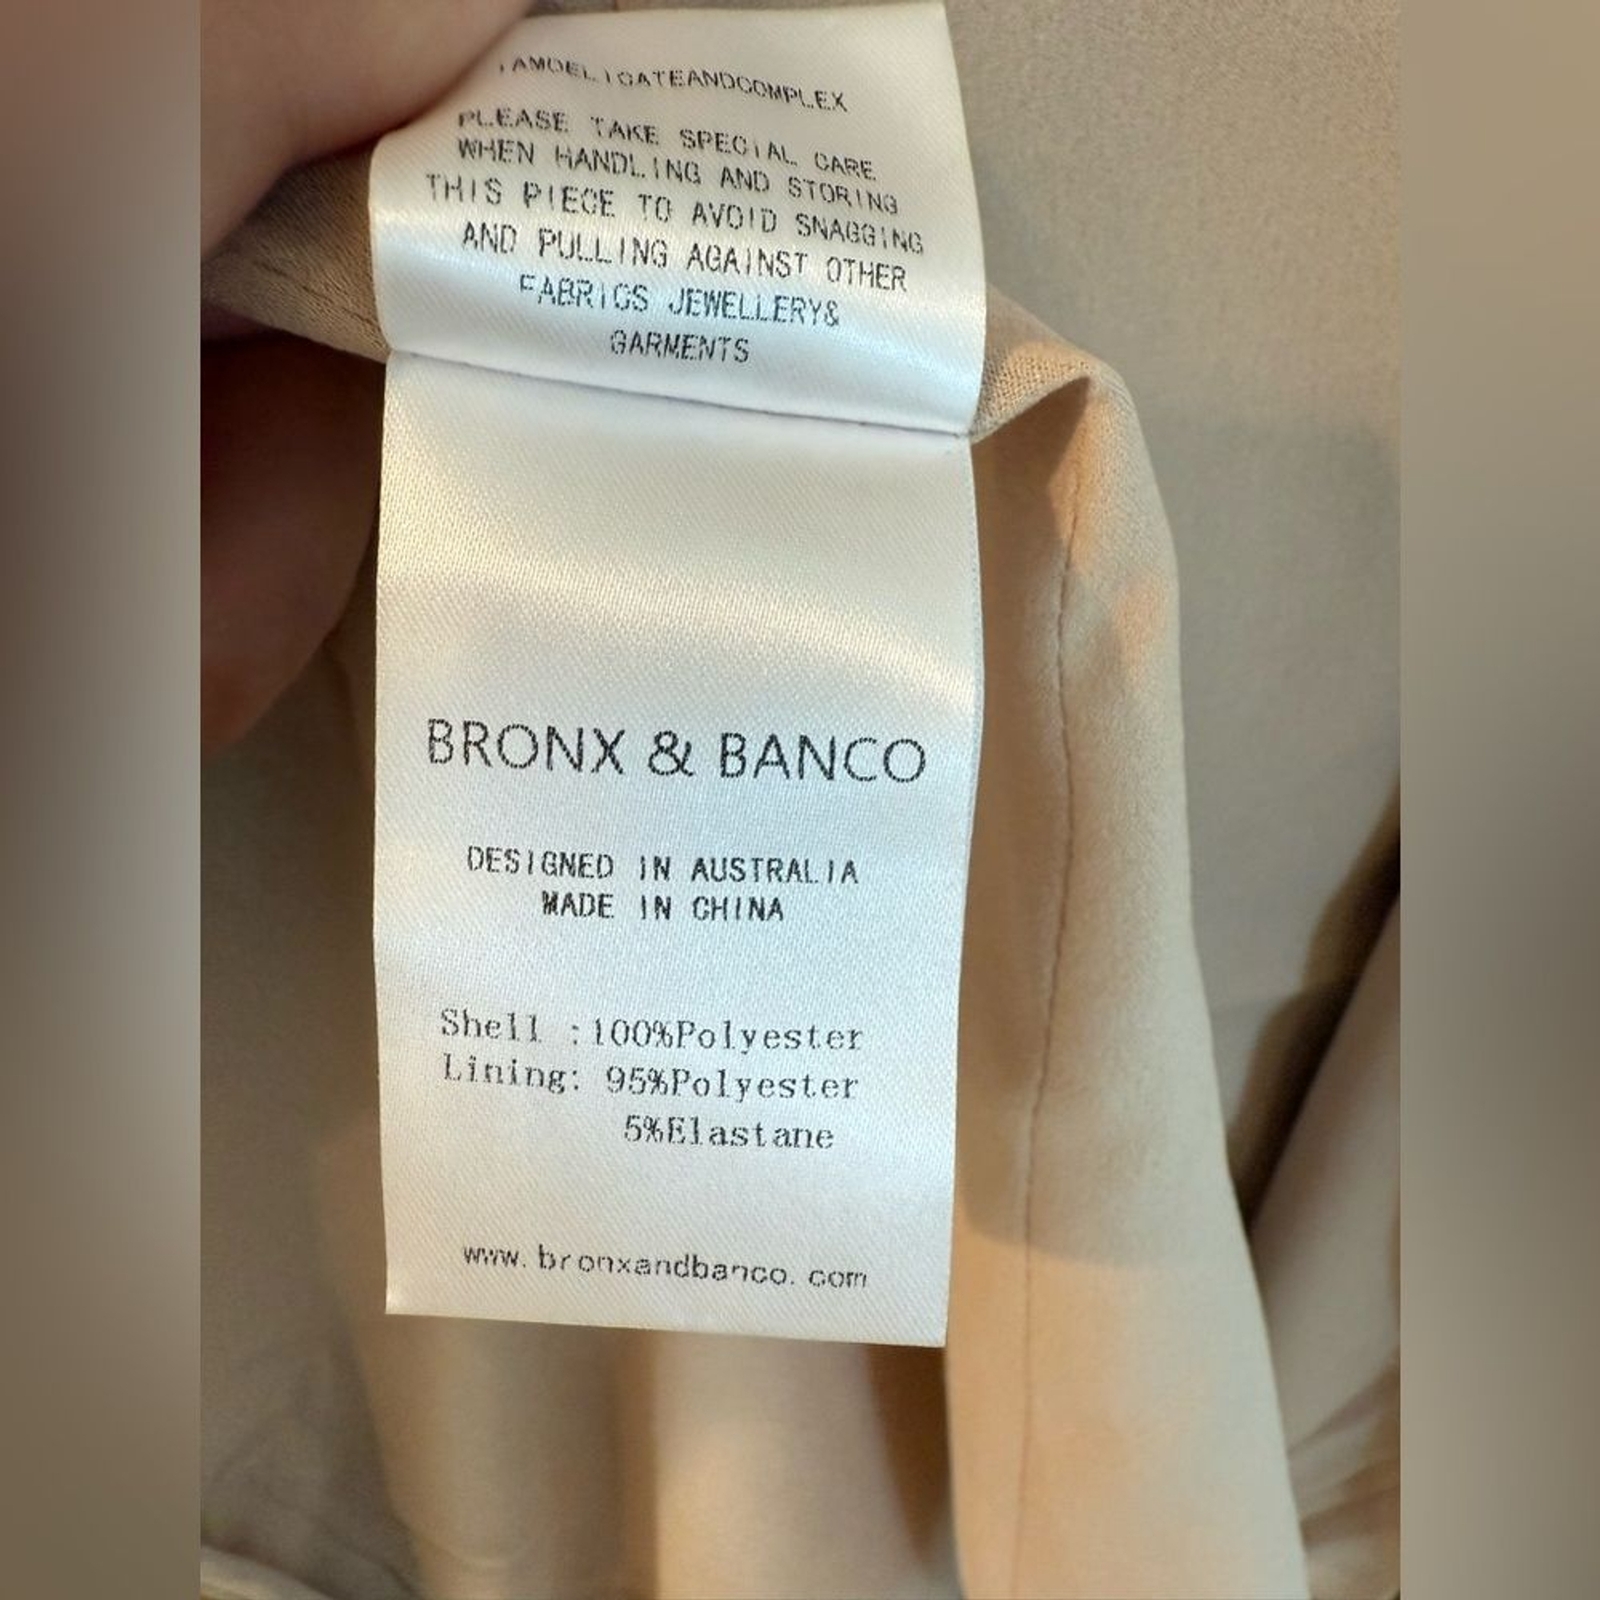 IAMDELICATEANDCOMPLEX
PLEASE TAKE SPECIAL CARE
WHEN HANDLING AND STORING
THIS PIECE TO AVOID SNAGGING
AND PULLING AGAINST OTHER
FABRICS JEWELLERY&
GARMENTS
BRONX & BANCO
DESIGNED IN AUSTRALIA
MADE IN CHINA
Shell :100%Polyester
Lining: 95%Polyester
5%Elastane
www.bronxandbanco.com